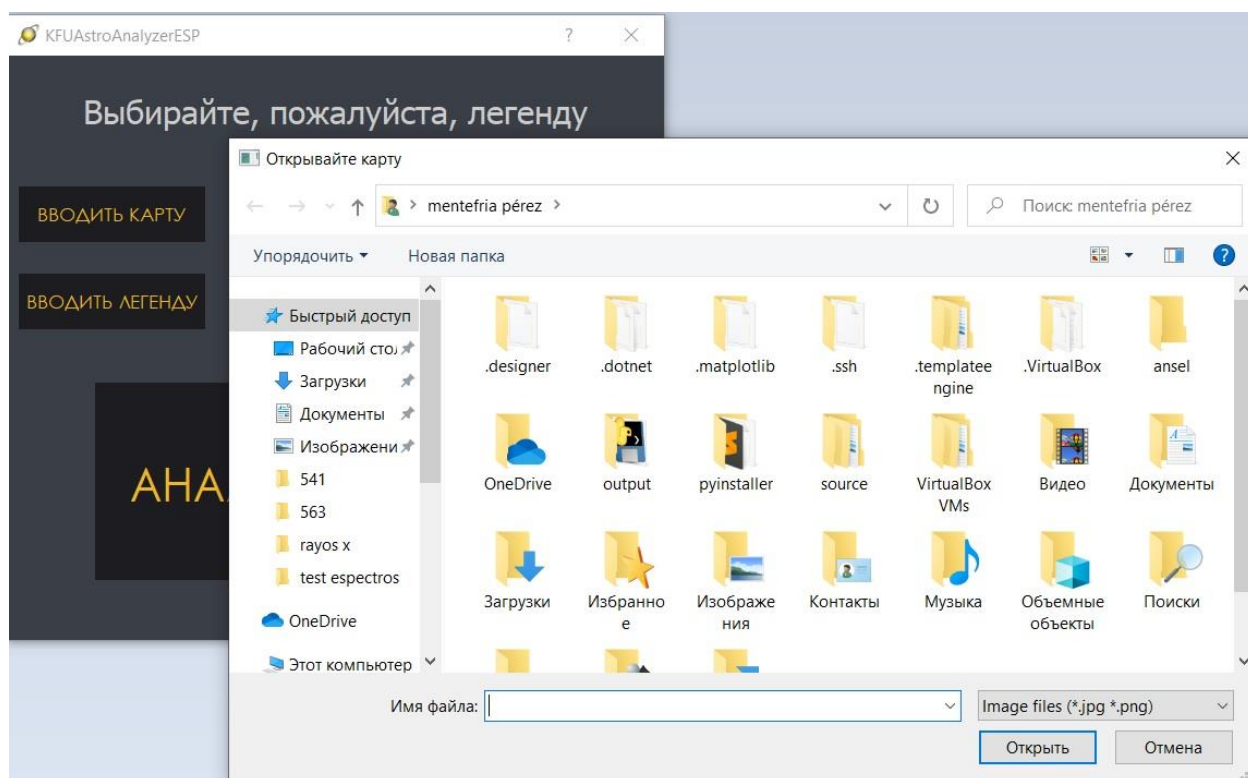 KFUAstroAnalyzerESP
?
Выбирайте, пожалуйста, легенду
ВВОДИТЬ КАРТУ
ВВОДИТЬ ЛЕГЕНДУ
АНА
Открывайте карту
mentefria pérez
Поиск: mentefria pérez
Упорядочить
Новая папка
?
Быстрый доступ
Рабочий сто
Загрузки
Документы
Изображени
541
563
rayos x
test espectros
OneDrive
Этот компьютер
.designer
.dotnet
.matplotlib
.ssh
.templatee
ngine
.VirtualBox
ansel
OneDrive
output
pyinstaller
source
VirtualBox
VMs
Видео
Документы
Загрузки
Избранно
е
Изображе
ния
Контакты
Музыка
Объемные
объекты
Поиски
Имя файла:
Image files (*.jpg *.png)
Открыть
Отмена